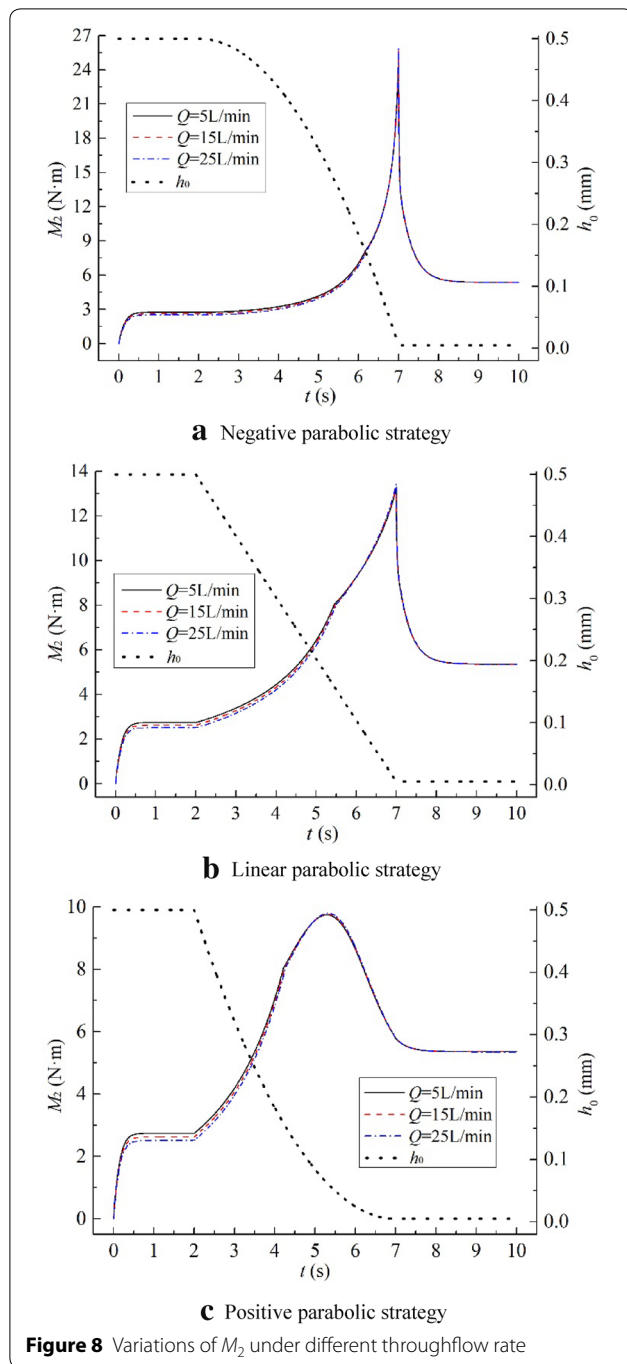 27
24
21
18
15
12
9
6
3
0
M₂ (N·m)
Q=5L/min
Q=15L/min
Q=25L/min
h₀
0.5
0.4
0.3
0.2
0.1
0.0
h₀ (mm)
0 1 2 3 4 5 6 7 8 9 10
t (s)
a Negative parabolic strategy
14
12
10
8
6
4
2
0
M₂ (N·m)
Q=5L/min
Q=15L/min
Q=25L/min
h₀
0.5
0.4
0.3
0.2
0.1
0.0
h₀ (mm)
0 1 2 3 4 5 6 7 8 9 10
t (s)
b Linear parabolic strategy
10
8
6
4
2
0
M₂ (N·m)
Q=5L/min
Q=15L/min
Q=25L/min
h₀
0.5
0.4
0.3
0.2
0.1
0.0
h₀ (mm)
0 1 2 3 4 5 6 7 8 9 10
t (s)
c Positive parabolic strategy
Figure 8 Variations of M₂ under different throughflow rate